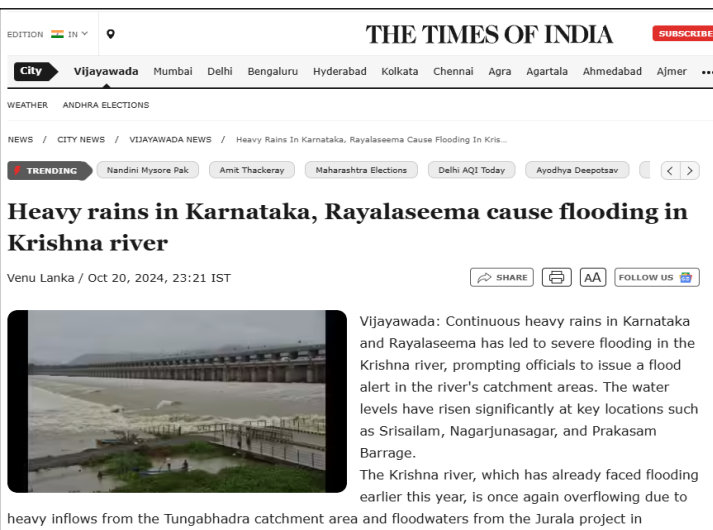 EDITION IN THE TIMES OF INDIA SUBSCRIBE
City Vijayawada Mumbai Delhi Bengaluru Hyderabad Kolkata Chennai Agra Agartala Ahmedabad Ajmer •••
WEATHER ANDHRA ELECTIONS
NEWS / CITY NEWS / VIJAYAWADA NEWS / Heavy Rains In Karnataka, Rayalaseema Cause Flooding In Kris...
TRENDING Nandini Mysore Pak Amit Thackeray Maharashtra Elections Delhi AQI Today Ayodhya Deepotsav
Heavy rains in Karnataka, Rayalaseema cause flooding in
Krishna river
Venu Lanka / Oct 20, 2024, 23:21 IST SHARE AA FOLLOW US
Vijayawada: Continuous heavy rains in Karnataka
and Rayalaseema has led to severe flooding in the
Krishna river, prompting officials to issue a flood
alert in the river's catchment areas. The water
levels have risen significantly at key locations such
as Srisailam, Nagarjunasagar, and Prakasam
Barrage.
The Krishna river, which has already faced flooding
earlier this year, is once again overflowing due to
heavy inflows from the Tungabhadra catchment area and floodwaters from the Jurala project in